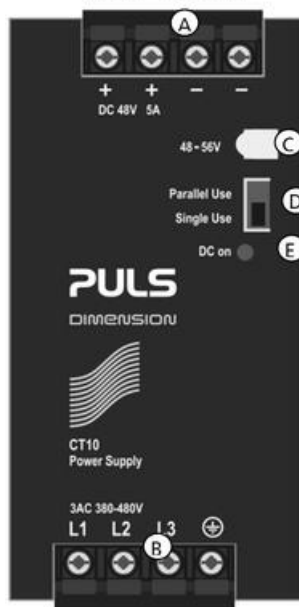 A
+ + − −
DC 48V 5A
48-56V C
Parallel Use
D
Single Use
DC on E
PULS
DIMENSION
CT10
Power Supply
3AC 380-480V
L1 L2 L3
B